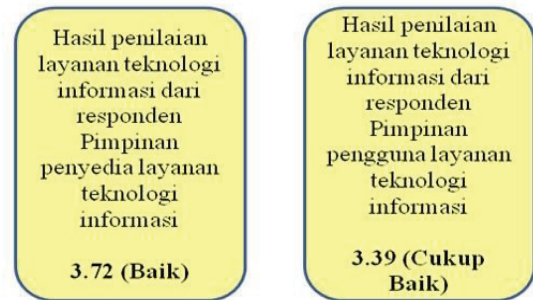 Hasil penilaian
layanan teknologi
informasi dari
responden
Pimpinan
penyedia layanan
teknologi
informasi
3.72 (Baik)
Hasil penilaian
layanan teknologi
informasi dari
responden
Pimpinan
pengguna layanan
teknologi
informasi
3.39 (Cukup
Baik)